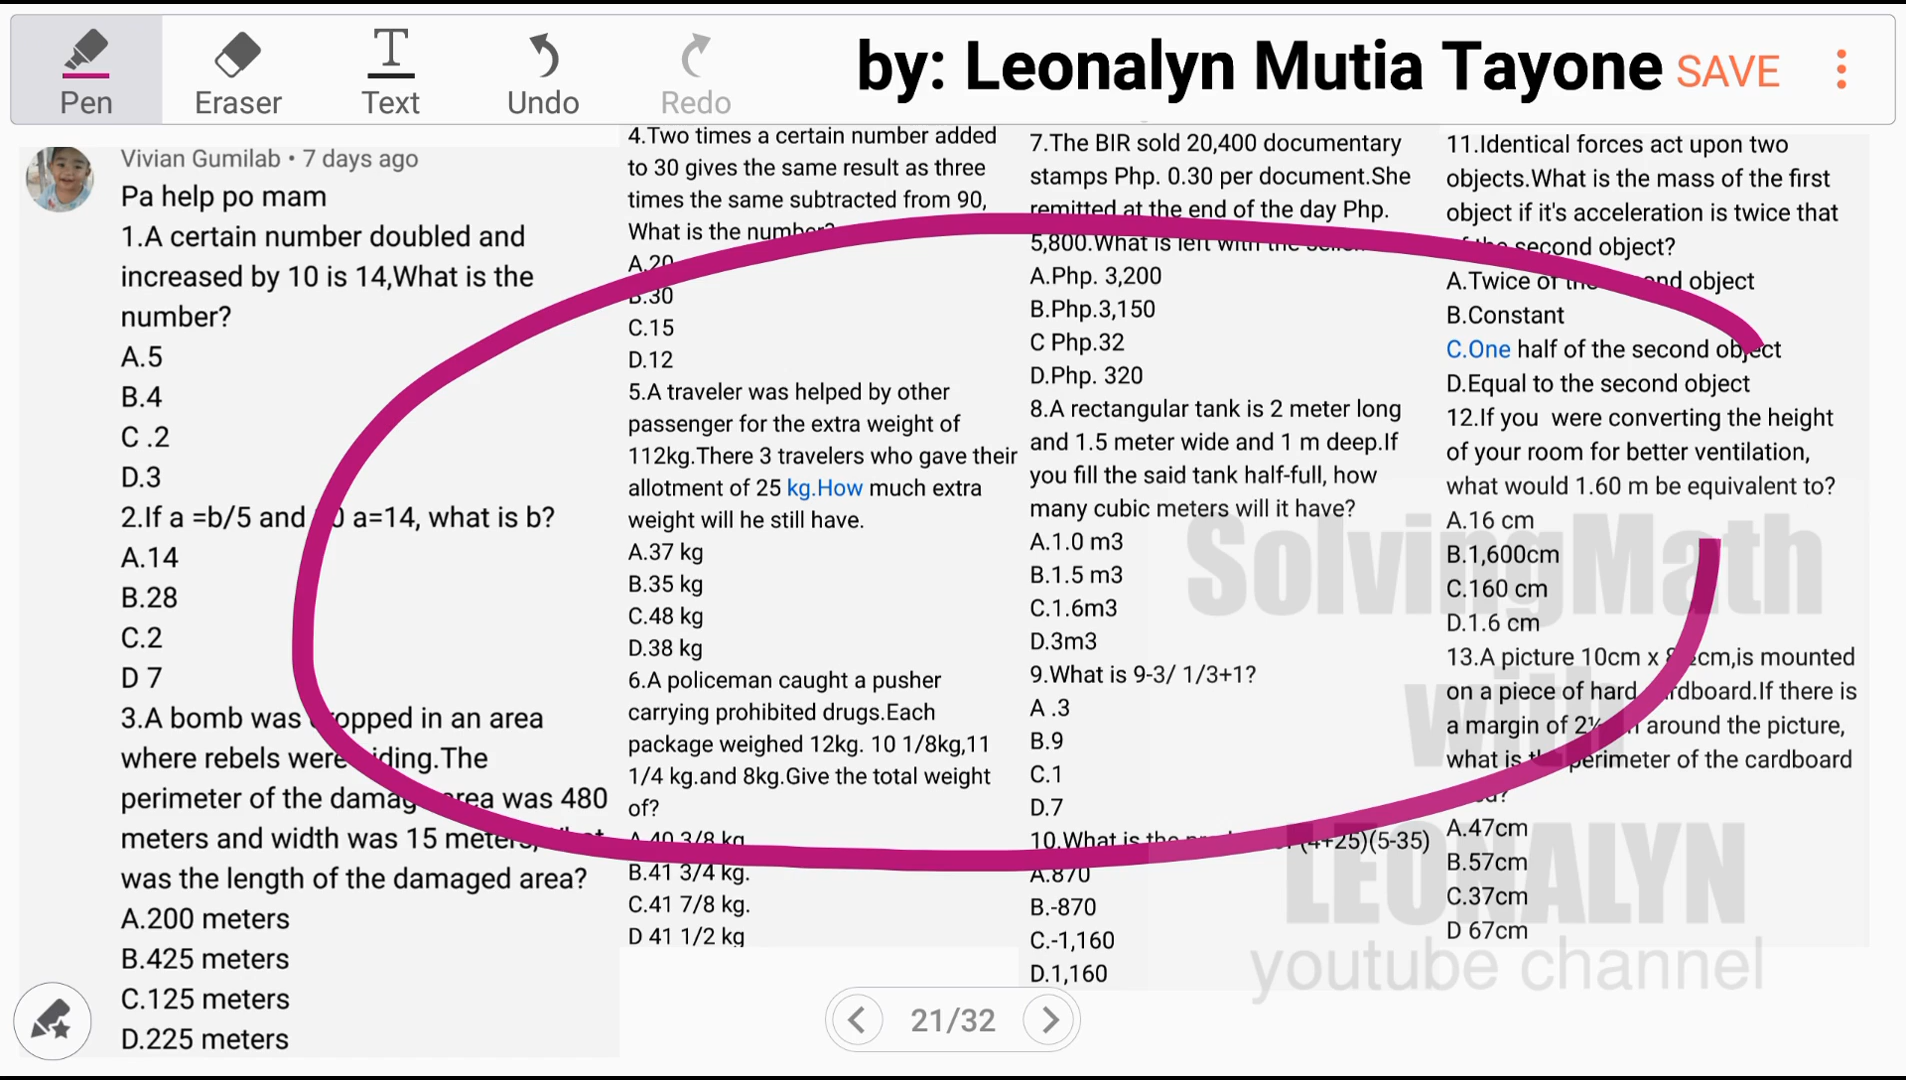 Pen
Eraser
Text
Undo
Redo
by: Leonalyn Mutia Tayone
SAVE
Vivian Gumilab • 7 days ago
Pa help po mam
1.A certain number doubled and
increased by 10 is 14,What is the
number?
A.5
B.4
C .2
D.3
2.If a =b/5 and a=14, what is b?
A.14
B.28
C.2
D 7
3.A bomb was in an area
where rebels were The
perimeter of the area was 480
meters and width was 15
was the length of the damaged area?
A.200 meters
B.425 meters
C.125 meters
D.225 meters
4.Two times a certain number added
to 30 gives the same result as three
times the same subtracted from 90,
What is the number?
A.20
B.30
C.15
D.12
5.A traveler was helped by other
passenger for the extra weight of
112kg.There 3 travelers who gave their
allotment of 25 kg.How much extra
weight will he still have.
A.37 kg
B.35 kg
C.48 kg
D.38 kg
6.A policeman caught a pusher
carrying prohibited drugs.Each
package weighed 12kg. 10 1/8kg,11
1/4 kg.and 8kg.Give the total weight
of?
A 40 3/8 kg
B.41 3/4 kg.
C.41 7/8 kg.
D 41 1/2 kg
7.The BIR sold 20,400 documentary
stamps Php. 0.30 per document.She
remitted at the end of the day Php.
5,800.What is left with the
A.Php. 3,200
B.Php.3,150
C Php.32
D.Php. 320
8.A rectangular tank is 2 meter long
and 1.5 meter wide and 1 m deep.If
you fill the said tank half-full, how
many cubic meters will it have?
A.1.0 m3
B.1.5 m3
C.1.6m3
D.3m3
9.What is 9-3/ 1/3+1?
A .3
B.9
C.1
D.7
10.What is the (4+25)(5-35)
A.870
B.-870
C.-1,160
D.1,160
11.Identical forces act upon two
objects.What is the mass of the first
object if it's acceleration is twice that
second object?
A.Twice of object
B.Constant
C.One half of the second object
D.Equal to the second object
12.If you were converting the height
of your room for better ventilation,
what would 1.60 m be equivalent to?
A.16 cm
B.1,600cm
C.160 cm
D.1.6 cm
13.A picture 10cm x is mounted
on a piece of hard If there is
a margin of around the picture,
what is perimeter of the cardboard
A.47cm
B.57cm
C.37cm
D 67cm
SolvingMath
with
LEONALYN
youtube channel
21/32